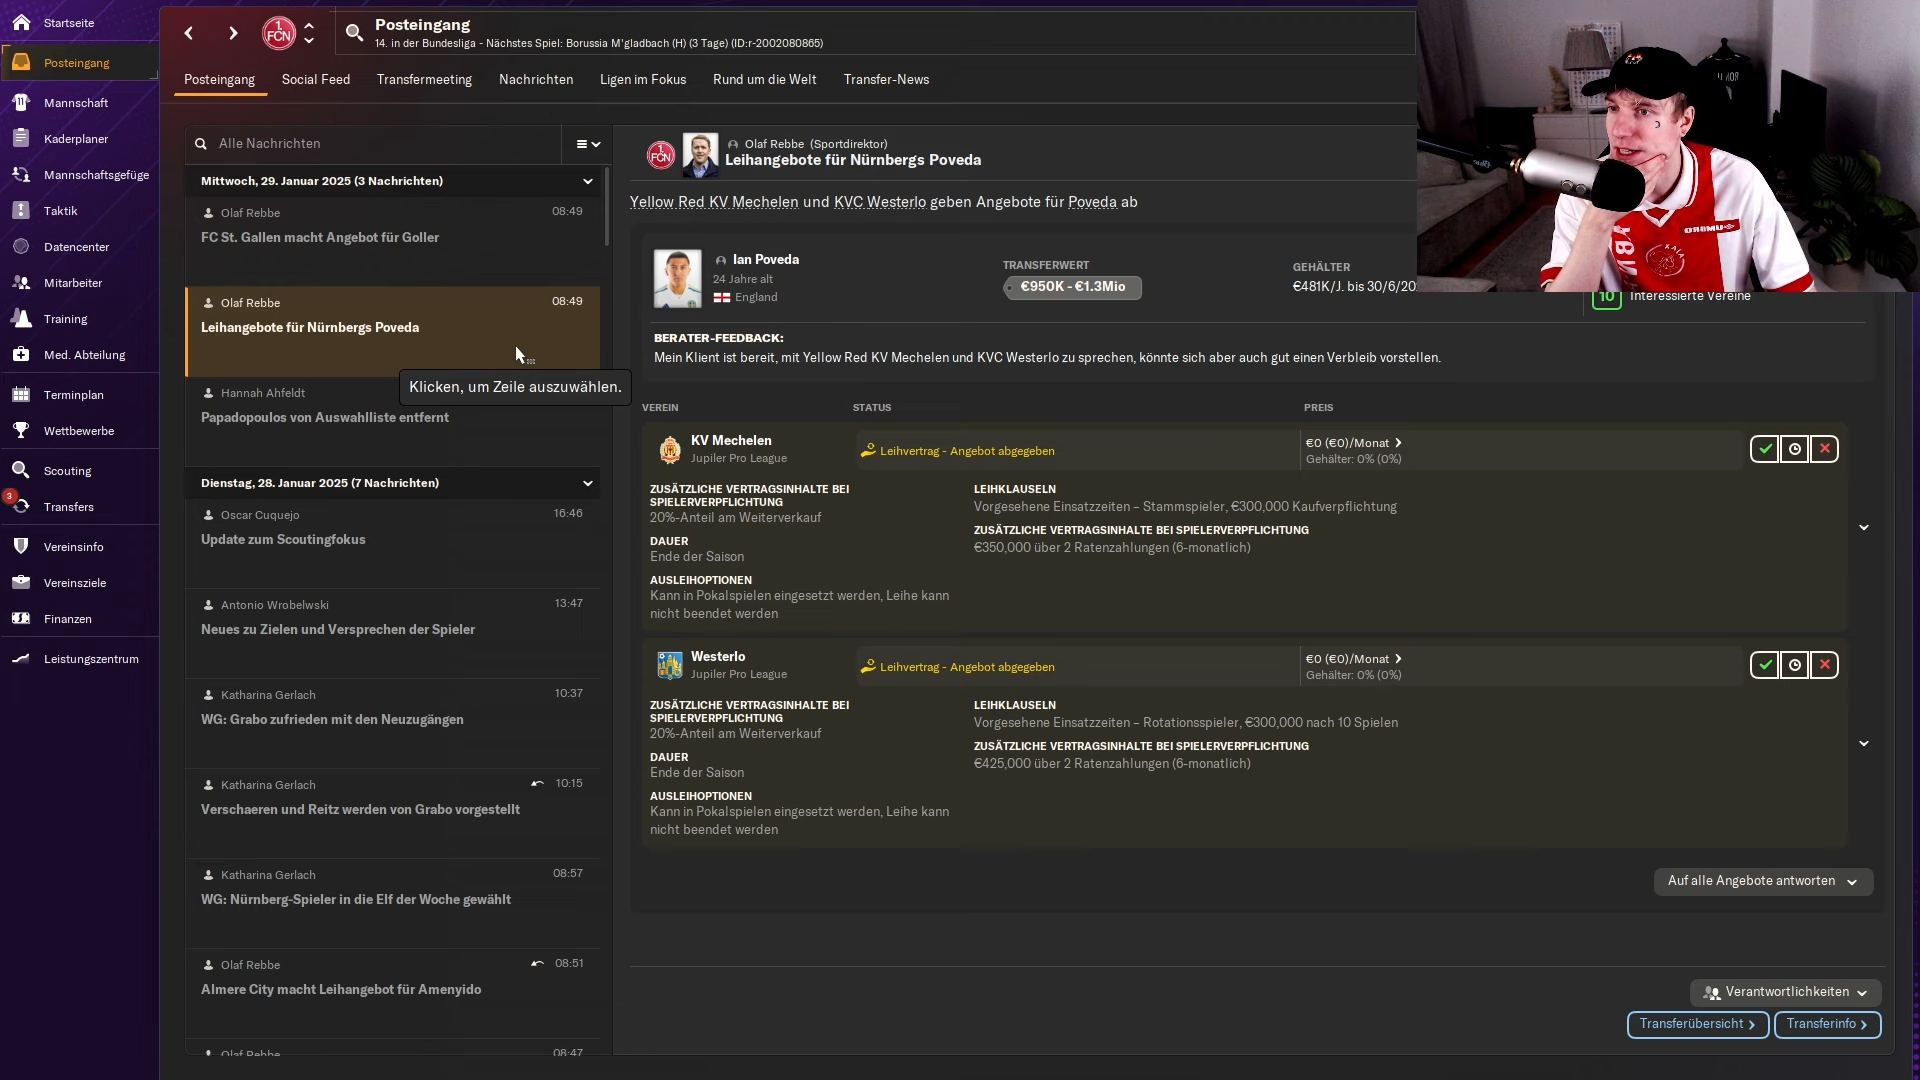 Startseite
Posteingang
Mannschaft
Kaderplaner
Mannschaftsgefüge
Taktik
Datencenter
Mitarbeiter
Training
Med. Abteilung
Terminplan
Wettbewerbe
Scouting
3
Transfers
Vereinsinfo
Vereinsziele
Finanzen
Leistungszentrum
1.
FCN
Posteingang
14. in der Bundesliga - Nächstes Spiel: Borussia M'gladbach (H) (3 Tage) (ID:r-2002080865)
Posteingang Social Feed Transfermeeting Nachrichten Ligen im Fokus Rund um die Welt Transfer-News
Alle Nachrichten
Mittwoch, 29. Januar 2025 (3 Nachrichten)
Olaf Rebbe 08:49
FC St. Gallen macht Angebot für Goller
Olaf Rebbe 08:49
Leihangebote für Nürnbergs Poveda
Klicken, um Zeile auszuwählen.
Hannah Ahfeldt
Papadopoulos von Auswahlliste entfernt
Dienstag, 28. Januar 2025 (7 Nachrichten)
Oscar Cuquejo 16:46
Update zum Scoutingfokus
Antonio Wrobelwski 13:47
Neues zu Zielen und Versprechen der Spieler
Katharina Gerlach 10:37
WG: Grabo zufrieden mit den Neuzugängen
Katharina Gerlach 10:15
Verschaeren und Reitz werden von Grabo vorgestellt
Katharina Gerlach 08:57
WG: Nürnberg-Spieler in die Elf der Woche gewählt
Olaf Rebbe 08:51
Almere City macht Leihangebot für Amenyido
Olaf Rebbe 08:47
1.
FCN
Olaf Rebbe (Sportdirektor)
Leihangebote für Nürnbergs Poveda
Yellow Red KV Mechelen und KVC Westerlo geben Angebote für Poveda ab
Ian Poveda
24 Jahre alt
England
TRANSFERWERT
€950K - €1.3Mio
GEHÄLTER
€481K/J. bis 30/6/20
10 Interessierte Vereine
BERATER-FEEDBACK:
Mein Klient ist bereit, mit Yellow Red KV Mechelen und KVC Westerlo zu sprechen, könnte sich aber auch gut einen Verbleib vorstellen.
VEREIN STATUS PREIS
KV Mechelen
Jupiler Pro League
Leihvertrag - Angebot abgegeben
€0 (€0)/Monat
Gehälter: 0% (0%)
ZUSÄTZLICHE VERTRAGSINHALTE BEI
SPIELERVERPFLICHTUNG
20%-Anteil am Weiterverkauf
DAUER
Ende der Saison
AUSLEIHOPTIONEN
Kann in Pokalspielen eingesetzt werden, Leihe kann
nicht beendet werden
LEIHKLAUSELN
Vorgesehene Einsatzzeiten – Stammspieler, €300,000 Kaufverpflichtung
ZUSÄTZLICHE VERTRAGSINHALTE BEI SPIELERVERPFLICHTUNG
€350,000 über 2 Ratenzahlungen (6-monatlich)
Westerlo
Jupiler Pro League
Leihvertrag - Angebot abgegeben
€0 (€0)/Monat
Gehälter: 0% (0%)
ZUSÄTZLICHE VERTRAGSINHALTE BEI
SPIELERVERPFLICHTUNG
20%-Anteil am Weiterverkauf
DAUER
Ende der Saison
AUSLEIHOPTIONEN
Kann in Pokalspielen eingesetzt werden, Leihe kann
nicht beendet werden
LEIHKLAUSELN
Vorgesehene Einsatzzeiten – Rotationsspieler, €300,000 nach 10 Spielen
ZUSÄTZLICHE VERTRAGSINHALTE BEI SPIELERVERPFLICHTUNG
€425,000 über 2 Ratenzahlungen (6-monatlich)
Auf alle Angebote antworten
Verantwortlichkeiten
Transferübersicht
Transferinfo